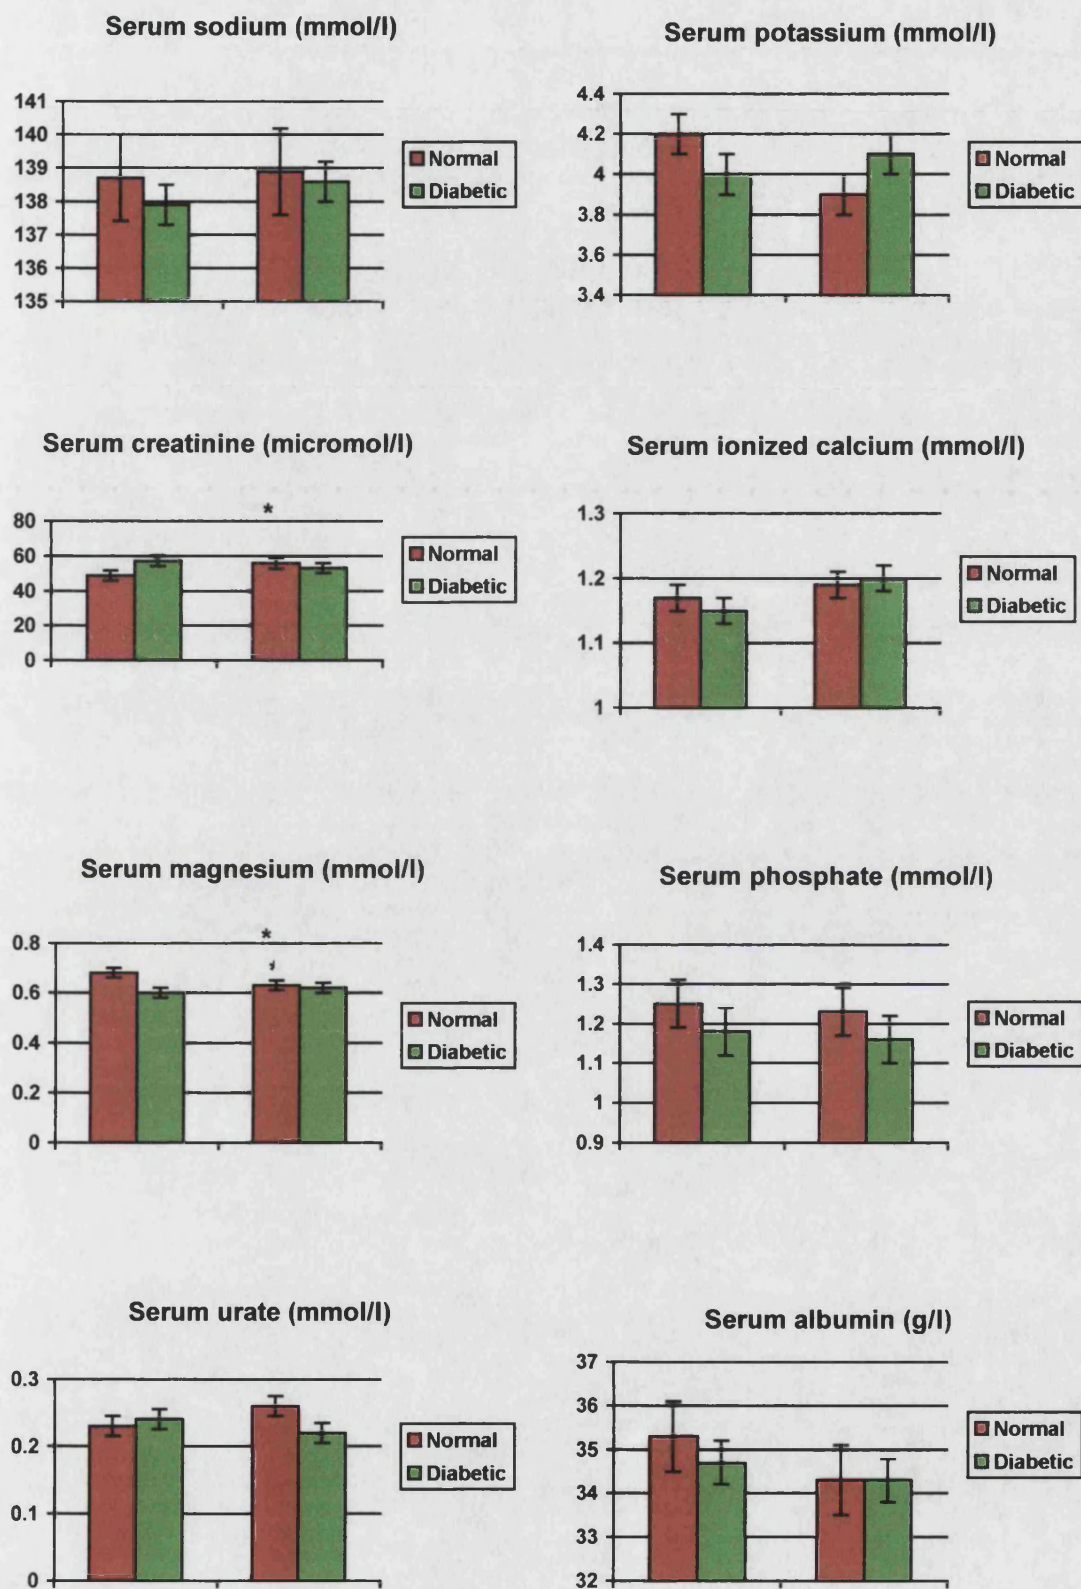 Serum sodium (mmol/l)
141
140
139
138
137
136
135
Normal
Diabetic
Serum potassium (mmol/l)
4.4
4.2
4
3.8
3.6
3.4
Normal
Diabetic
Serum creatinine (micromol/l)
*
80
60
40
20
0
Normal
Diabetic
Serum ionized calcium (mmol/l)
1.3
1.2
1.1
1
Normal
Diabetic
Serum magnesium (mmol/l)
*
0.8
0.6
0.4
0.2
0
Normal
Diabetic
Serum phosphate (mmol/l)
1.4
1.3
1.2
1.1
1
0.9
Normal
Diabetic
Serum urate (mmol/l)
0.3
0.2
0.1
0
Normal
Diabetic
Serum albumin (g/l)
37
36
35
34
33
32
Normal
Diabetic